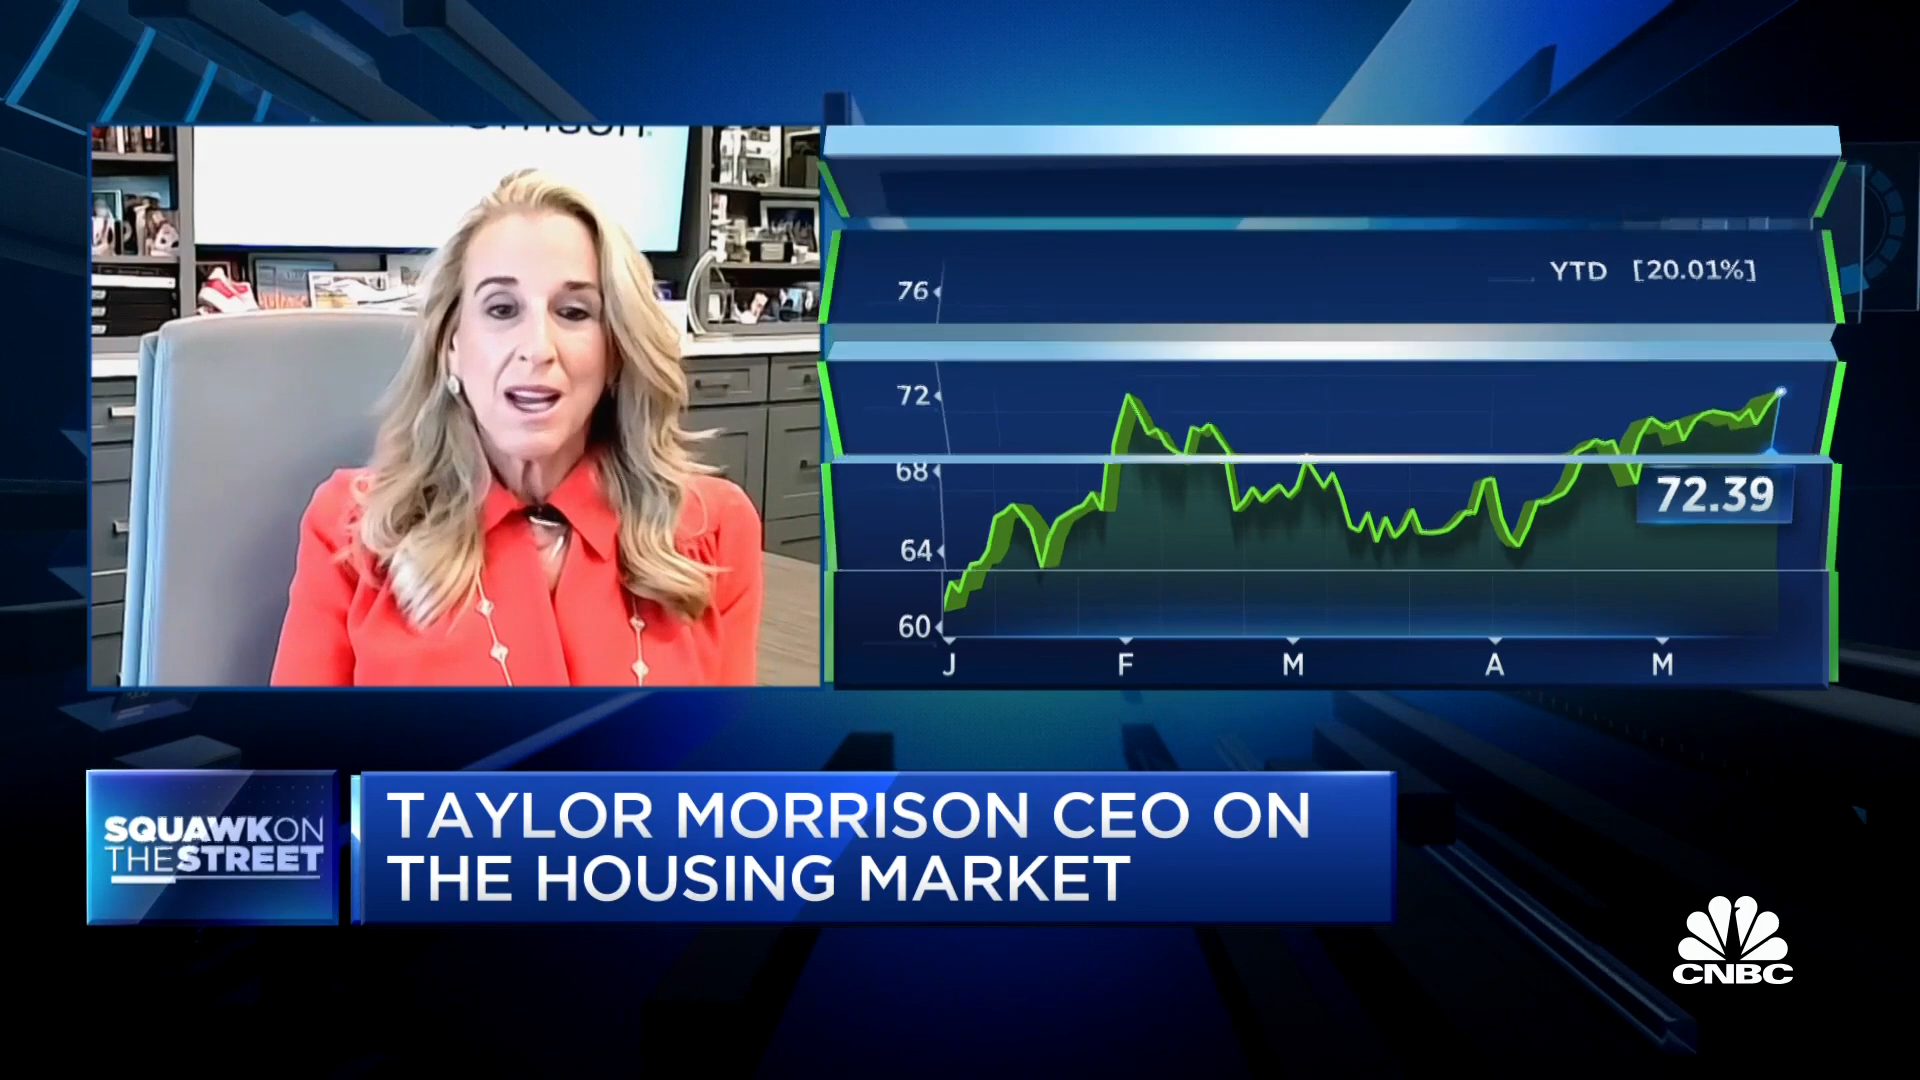 YTD [20.01%]
76
72
68
64
60
72.39
J F M A M
SQUAWK ON
THE STREET
TAYLOR MORRISON CEO ON
THE HOUSING MARKET
CNBC